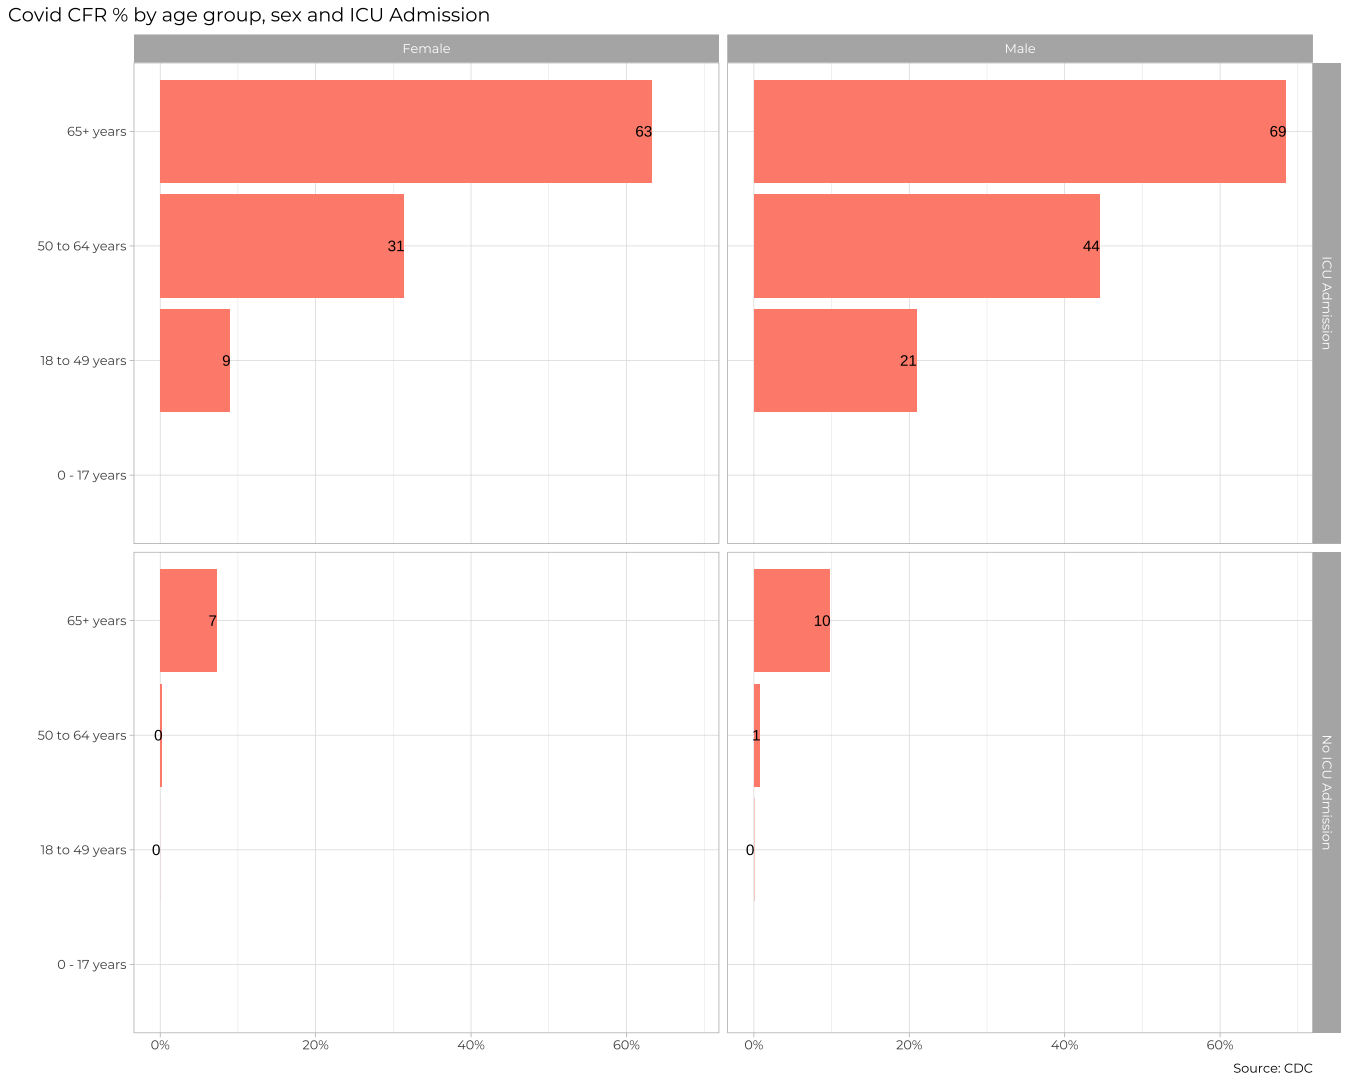 Covid CFR % by age group, sex and ICU Admission
Female
Male
65+ years
63
69
50 to 64 years
31
44
18 to 49 years
9
21
0 - 17 years
ICU Admission
65+ years
7
10
50 to 64 years
0
1
18 to 49 years
0
0
0 - 17 years
No ICU Admission
0%
20%
40%
60%
0%
20%
40%
60%
Source: CDC